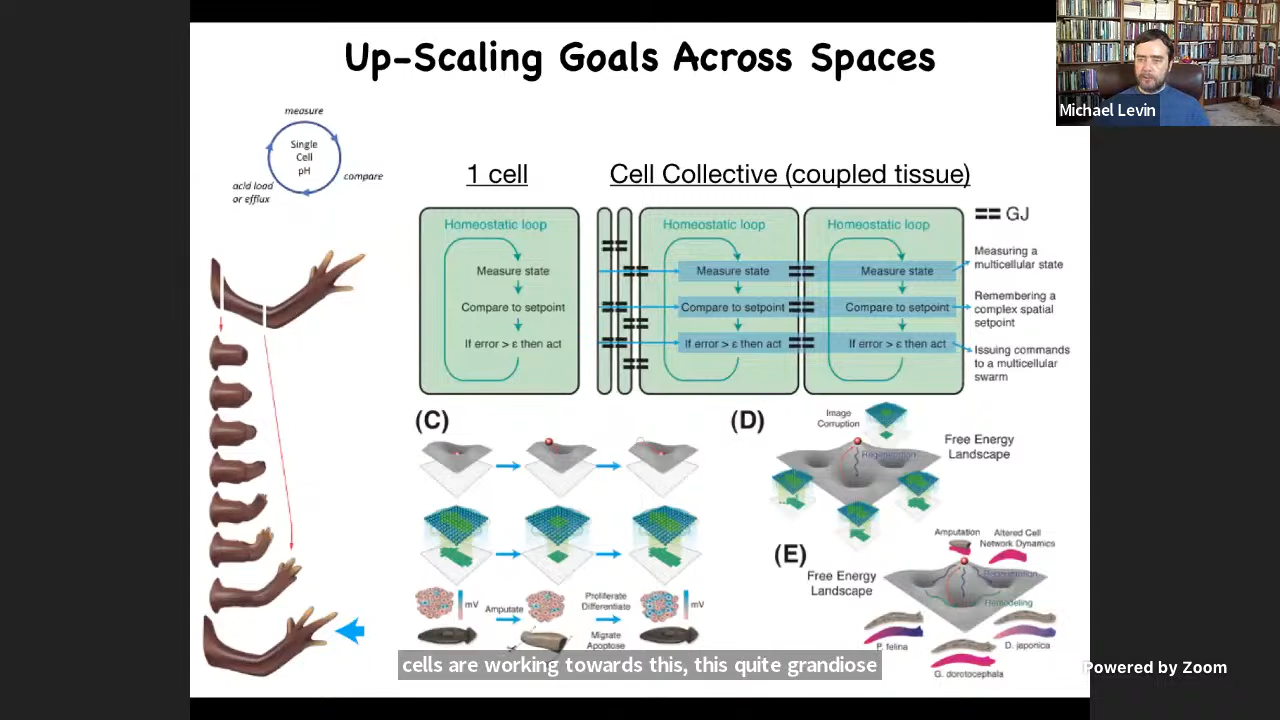 Up-Scaling Goals Across Spaces
Michael Levin
measure
Single
Cell
pH
compare
acid load
or efflux
1 cell
Cell Collective (coupled tissue)
Homeostatic loop
Measure state
Compare to setpoint
If error > ε then act
Homeostatic loop
Measure state
Compare to setpoint
If error > ε then act
Homeostatic loop
Measure state
Compare to setpoint
If error > ε then act
GJ
Measuring a
multicellular state
Remembering a
complex spatial
setpoint
Issuing commands
to a multicellular
swarm
(C)
mV
Amputate
Proliferate
Differentiate
Migrate
Apoptose
mV
(D)
Image
Corruption
Regeneration
Free Energy
Landscape
(E)
Amputation
Altered Cell
Network Dynamics
Free Energy
Landscape
Regeneration
Remodeling
P. felina
D. japonica
G. dorotocephala
cells are working towards this, this quite grandiose
Powered by Zoom